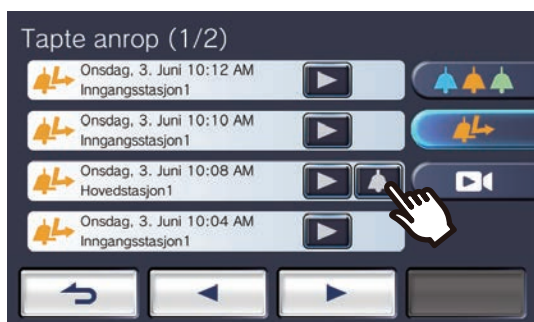 Tapte anrop (1/2)
Onsdag, 3. Juni 10:12 AM
Inngangsstasjon1
Onsdag, 3. Juni 10:10 AM
Inngangsstasjon1
Onsdag, 3. Juni 10:08 AM
Hovedstasjon1
Onsdag, 3. Juni 10:04 AM
Inngangsstasjon1